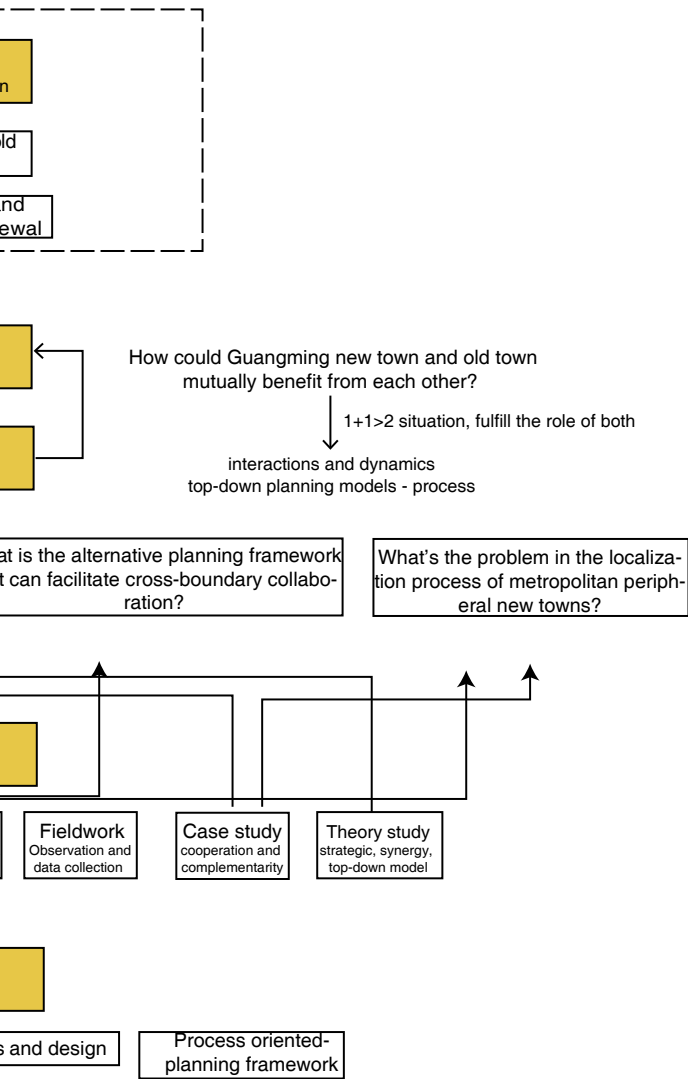 n
old
and
ewal
How could Guangming new town and old town
mutually benefit from each other?
1+1>2 situation, fulfill the role of both
interactions and dynamics
top-down planning models - process
at is the alternative planning framework
t can facilitate cross-boundary collabo-
ration?
What's the problem in the localiza-
tion process of metropolitan periph-
eral new towns?
Fieldwork
Observation and
data collection
Case study
cooperation and
complementarity
Theory study
strategic, synergy,
top-down model
s and design
Process oriented-
planning framework